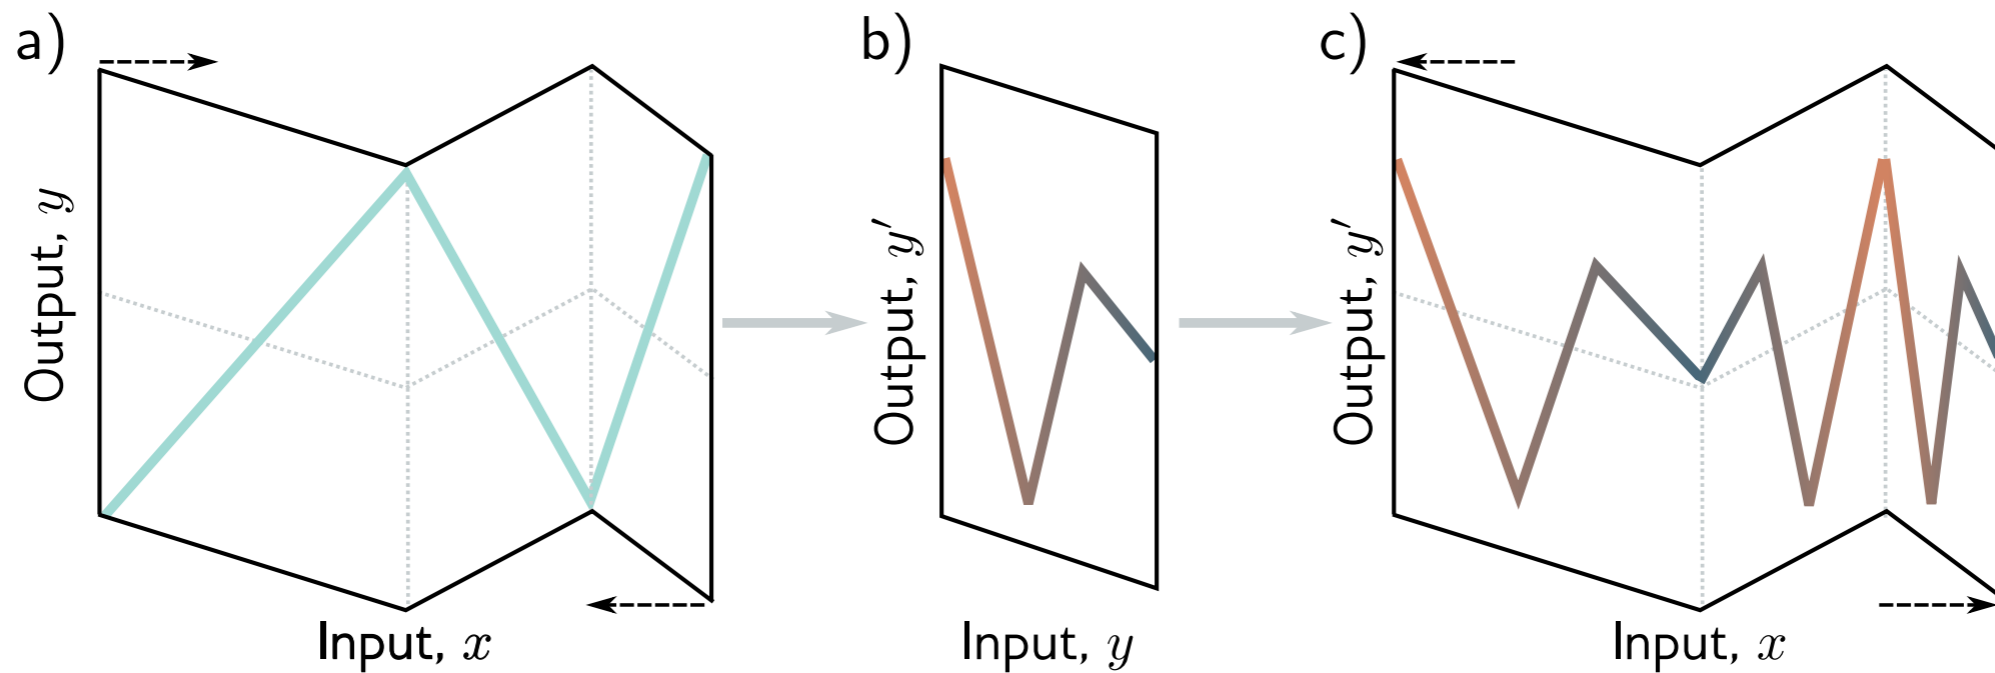 a)
Output, y
Input, x
b)
Output, y′
Input, y
c)
Output, y′
Input, x